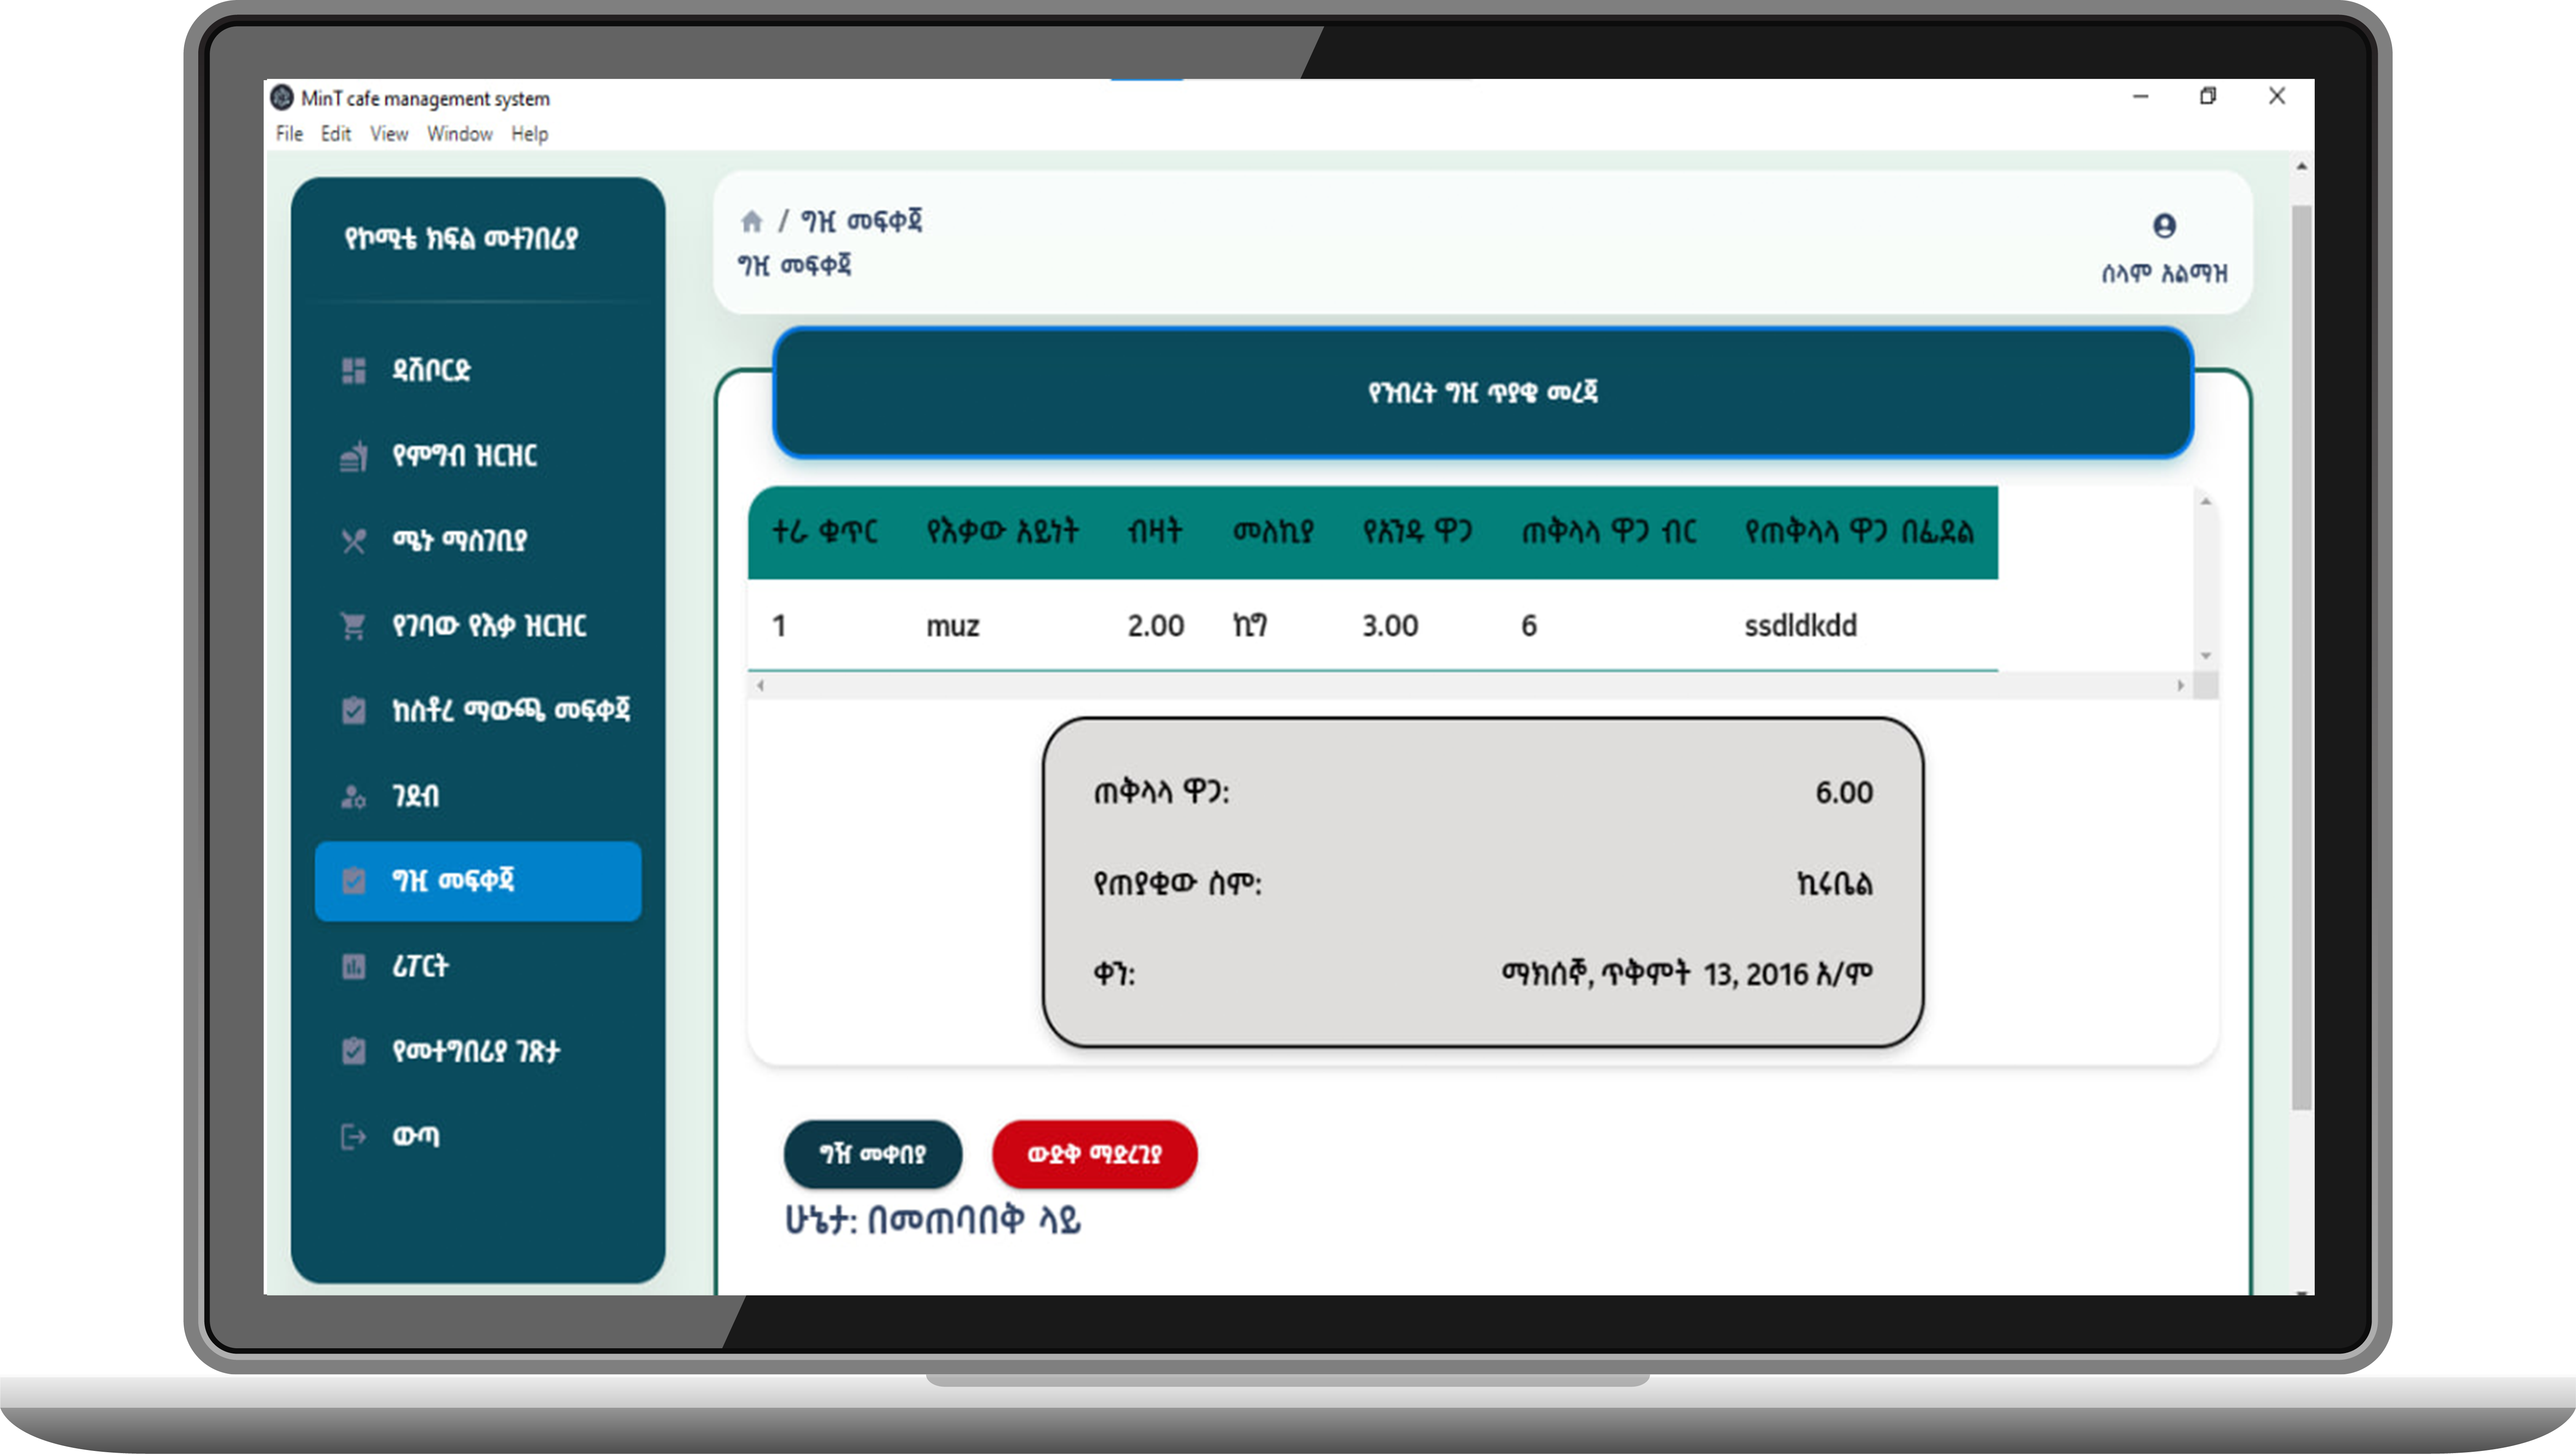 MinT cafe management system
File Edit View Window Help
የኮሚቴ ክፍል መተገበሪያ
ዳሽቦርድ
የምግብ ዝርዝር
ሜኑ ማስገቢያ
የገባው የእቃ ዝርዝር
ከስቶረ ማውጫ መፍቀጃ
ገደብ
ግዢ መፍቀጃ
ሪፖርት
የመተግበሪያ ገጽታ
ውጣ
/ ግዢ መፍቀጃ
ግዢ መፍቀጃ
ሰላም አልማዝ
የንብረት ግዢ ጥያቄ መረጃ
ተራ ቁጥር የእቃው አይነት ብዛት መለኪያ የአንዱ ዋጋ ጠቅላላ ዋጋ ብር የጠቅላላ ዋጋ በፊደል
1 muz 2.00 ኪግ 3.00 6 ssdldkdd
ጠቅላላ ዋጋ: 6.00
የጠያቂው ስም: ኪሩቤል
ቀን: ማክሰኞ, ጥቅምት 13, 2016 አ/ም
ግዥ መቀበያ ውድቅ ማድረጊያ
ሁኔታ: በመጠባበቅ ላይ